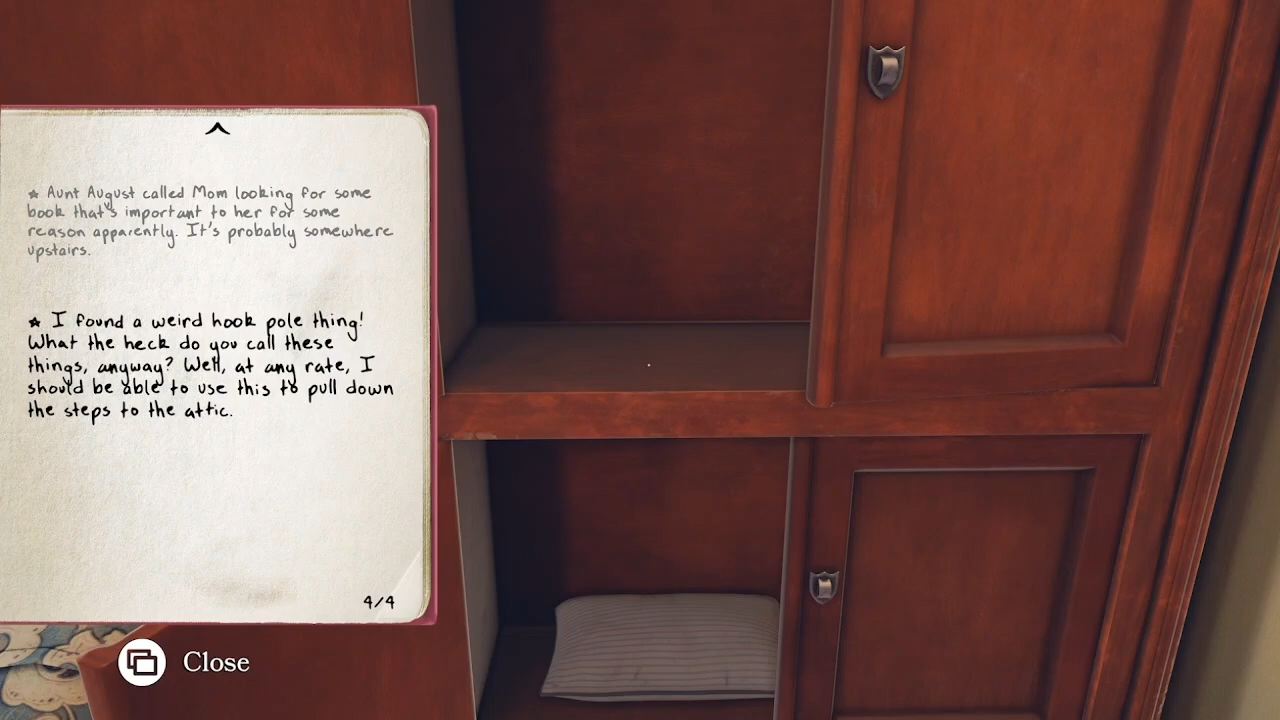 ★ Aunt August called Mom looking for some
book that's important to her for some
reason apparently. It's probably somewhere
upstairs.
★ I found a weird hook pole thing!
What the heck do you call these
things, anyway? Well, at any rate, I
should be able to use this to pull down
the steps to the attic.
4/4
Close